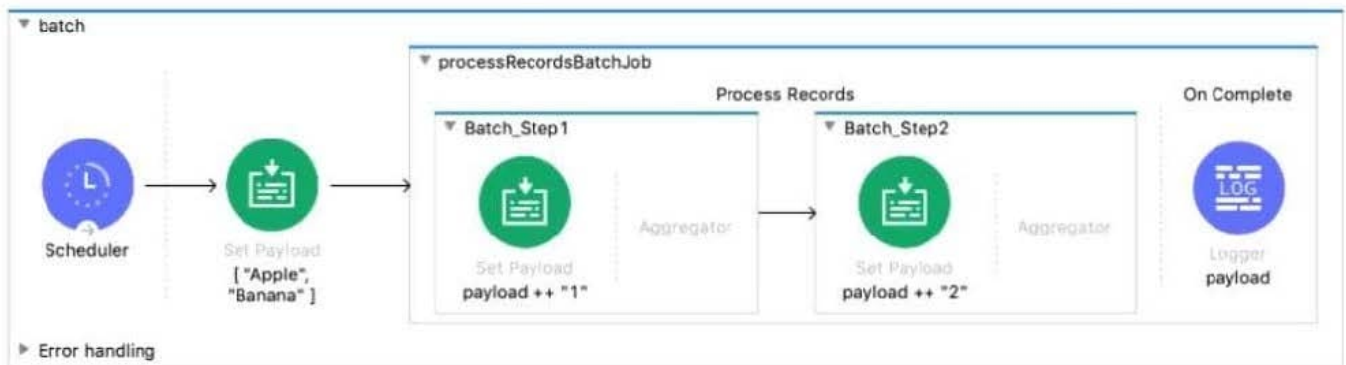 batch
processRecordsBatchJob
Process Records
On Complete
Batch_Step1
Batch_Step2
LOG
Scheduler
Set Payload
[ "Apple",
"Banana" ]
Set Payload
payload ++ "1"
Aggregator
Set Payload
payload ++ "2"
Aggregator
Logger
payload
Error handling